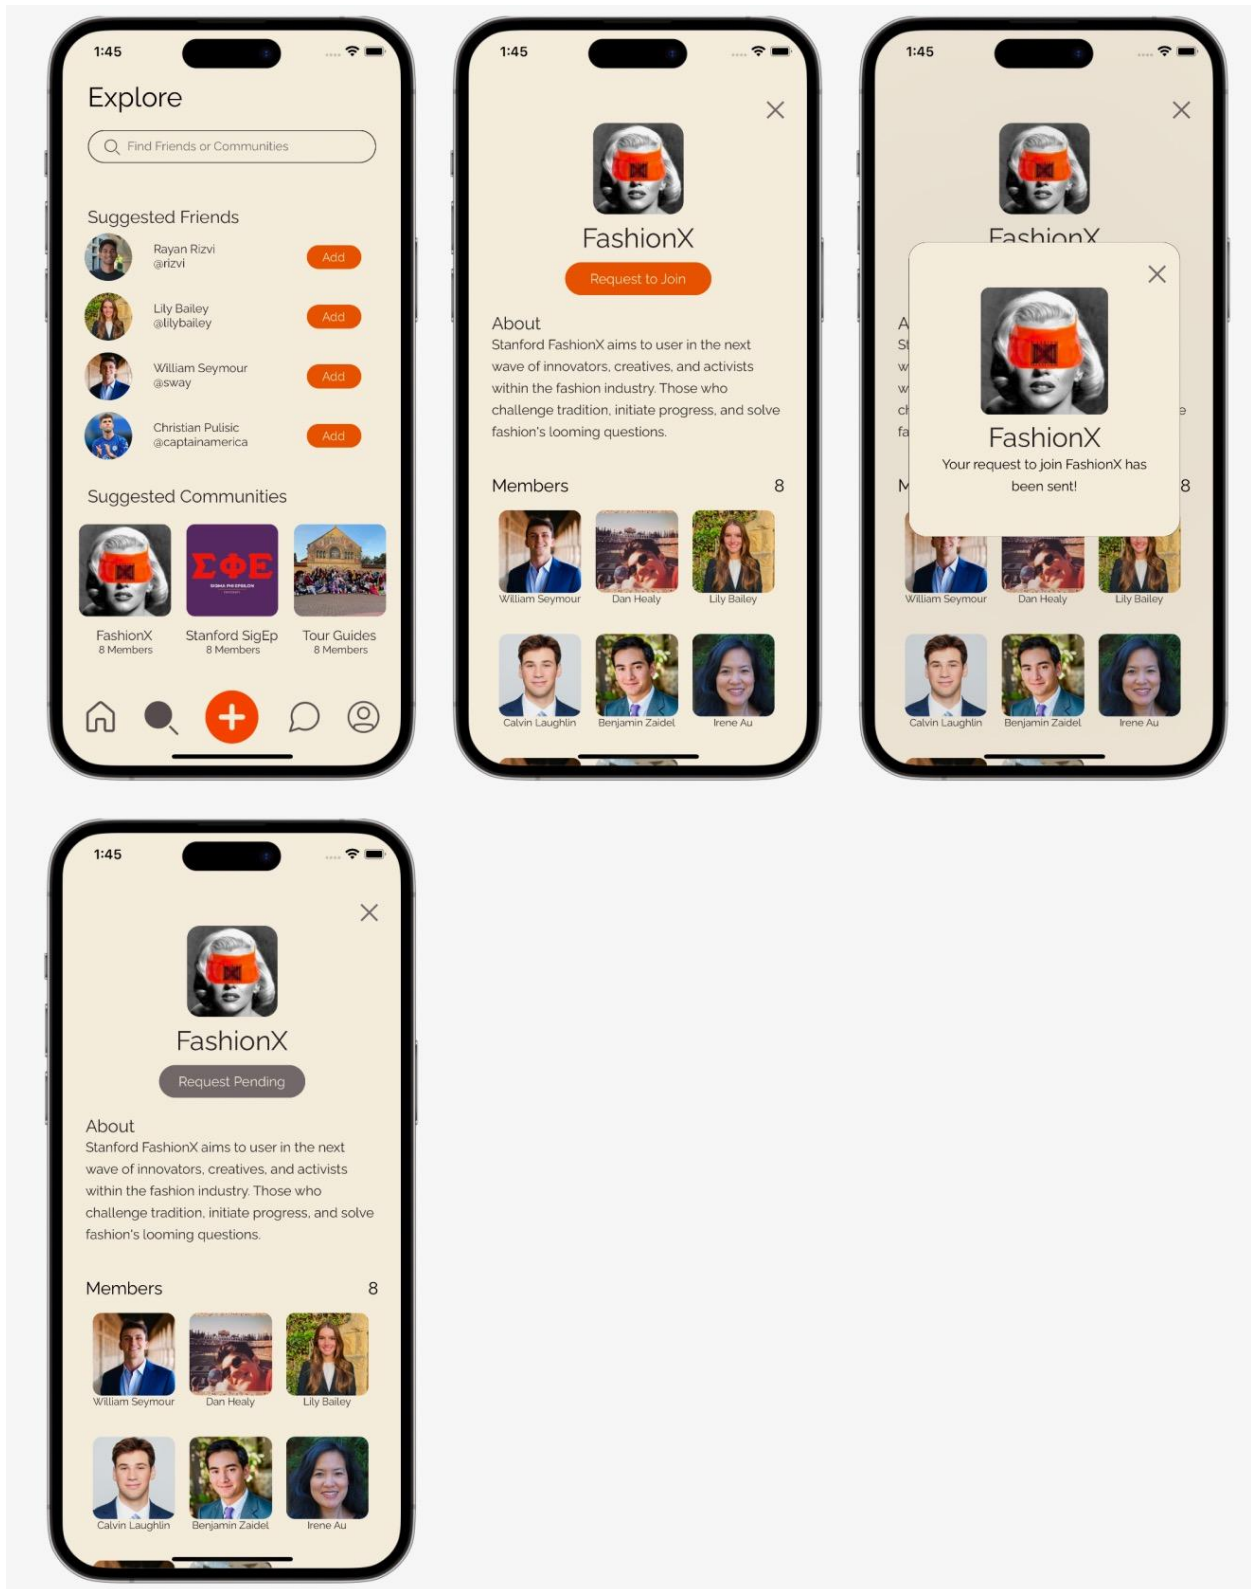 1:45
Explore
Find Friends or Communities
Suggested Friends
Rayan Rizvi
@rizvi
Add
Lily Bailey
@lilybailey
Add
William Seymour
@sway
Add
Christian Pulisic
@captainamerica
Add
Suggested Communities
ΣΦΕ
SIGMA PHI EPSILON
FashionX
8 Members
Stanford SigEp
8 Members
Tour Guides
8 Members
1:45
FashionX
Request to Join
About
Stanford FashionX aims to user in the next
wave of innovators, creatives, and activists
within the fashion industry. Those who
challenge tradition, initiate progress, and solve
fashion's looming questions.
Members 8
William Seymour
Dan Healy
Lily Bailey
Calvin Laughlin
Benjamin Zaidel
Irene Au
1:45
FashionX
A
St
w
w
ch
e
fa
FashionX
Your request to join FashionX has
been sent!
M 8
William Seymour
Dan Healy
Lily Bailey
Calvin Laughlin
Benjamin Zaidel
Irene Au
1:45
FashionX
Request Pending
About
Stanford FashionX aims to user in the next
wave of innovators, creatives, and activists
within the fashion industry. Those who
challenge tradition, initiate progress, and solve
fashion's looming questions.
Members 8
William Seymour
Dan Healy
Lily Bailey
Calvin Laughlin
Benjamin Zaidel
Irene Au